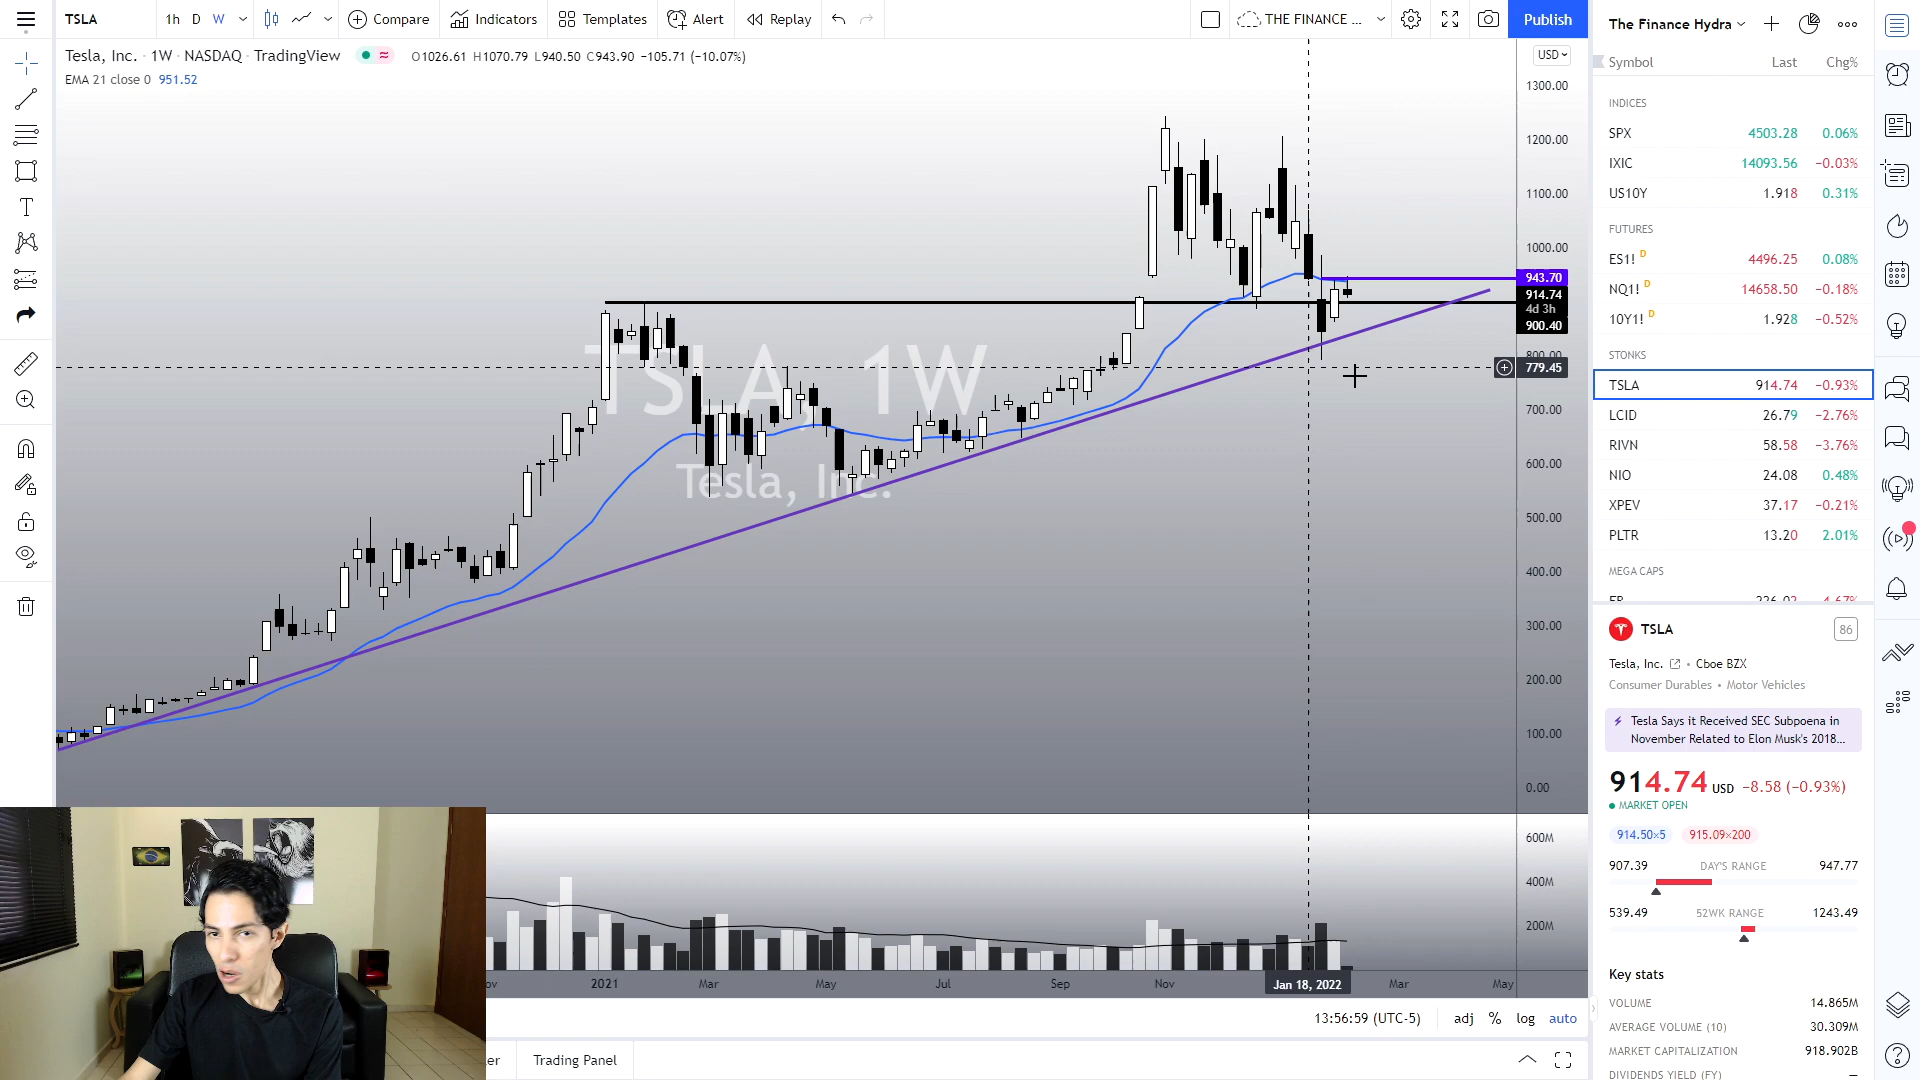 TSLA
1h D W
Compare
Indicators
Templates
Alert
Replay
THE FINANCE ...
Publish
Tesla, Inc. · 1W · NASDAQ · TradingView
O1026.61 H1070.79 L940.50 C943.90 −105.71 (−10.07%)
EMA 21 close 0 951.52
USD
TSLA, 1W
Tesla, Inc.
1300.00
1200.00
1100.00
1000.00
943.70
914.74
4d 3h
900.40
800.00
779.45
700.00
600.00
500.00
400.00
300.00
200.00
100.00
0.00
600M
400M
200M
2021
Mar
May
Jul
Sep
Nov
Jan 18, 2022
Mar
May
13:56:59 (UTC-5)
adj % log auto
Trading Panel
The Finance Hydra
Symbol Last Chg%
INDICES
SPX 4503.28 0.06%
IXIC 14093.56 −0.03%
US10Y 1.918 0.31%
FUTURES
ES1! D 4496.25 0.08%
NQ1! D 14658.50 −0.18%
10Y1! D 1.928 −0.52%
STONKS
TSLA 914.74 −0.93%
LCID 26.79 −2.76%
RIVN 58.58 −3.76%
NIO 24.08 0.48%
XPEV 37.17 −0.21%
PLTR 13.20 2.01%
MEGA CAPS
TSLA
86
Tesla, Inc. • Cboe BZX
Consumer Durables • Motor Vehicles
Tesla Says it Received SEC Subpoena in
November Related to Elon Musk's 2018...
914.74 USD −8.58 (−0.93%)
MARKET OPEN
914.50×5 915.09×200
907.39 DAY'S RANGE 947.77
539.49 52WK RANGE 1243.49
Key stats
VOLUME 14.865M
AVERAGE VOLUME (10) 30.309M
MARKET CAPITALIZATION 918.902B
DIVIDENDS YIELD (FY) —